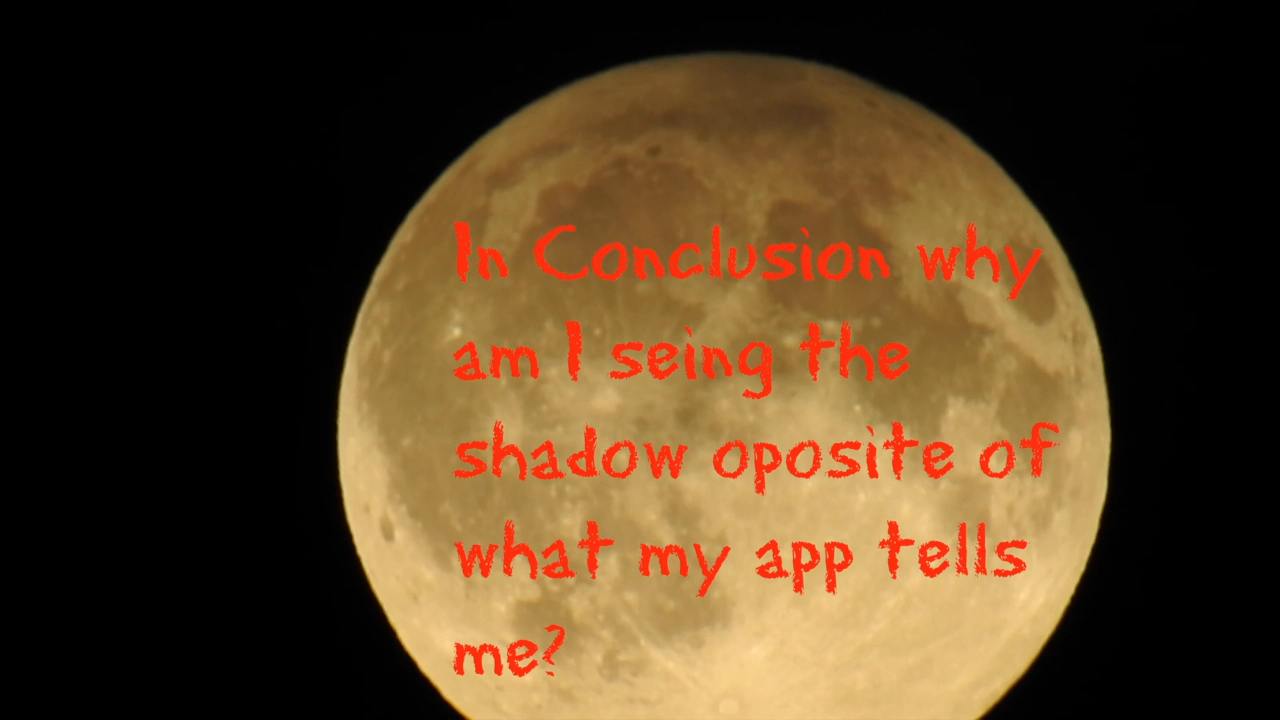 In Conclusion why
am I seing the
shadow oposite of
what my app tells
me?